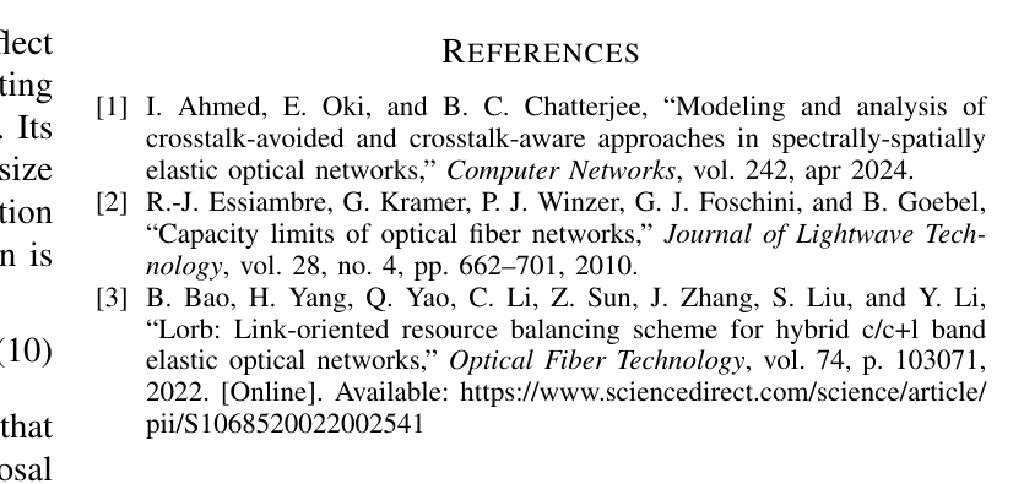 flect
ting
. Its
size
tion
n is
(10)
that
osal
REFERENCES
[1] I. Ahmed, E. Oki, and B. C. Chatterjee, “Modeling and analysis of
crosstalk-avoided and crosstalk-aware approaches in spectrally-spatially
elastic optical networks,” Computer Networks, vol. 242, apr 2024.
[2] R.-J. Essiambre, G. Kramer, P. J. Winzer, G. J. Foschini, and B. Goebel,
“Capacity limits of optical fiber networks,” Journal of Lightwave Tech-
nology, vol. 28, no. 4, pp. 662–701, 2010.
[3] B. Bao, H. Yang, Q. Yao, C. Li, Z. Sun, J. Zhang, S. Liu, and Y. Li,
“Lorb: Link-oriented resource balancing scheme for hybrid c/c+l band
elastic optical networks,” Optical Fiber Technology, vol. 74, p. 103071,
2022. [Online]. Available: https://www.sciencedirect.com/science/article/
pii/S1068520022002541